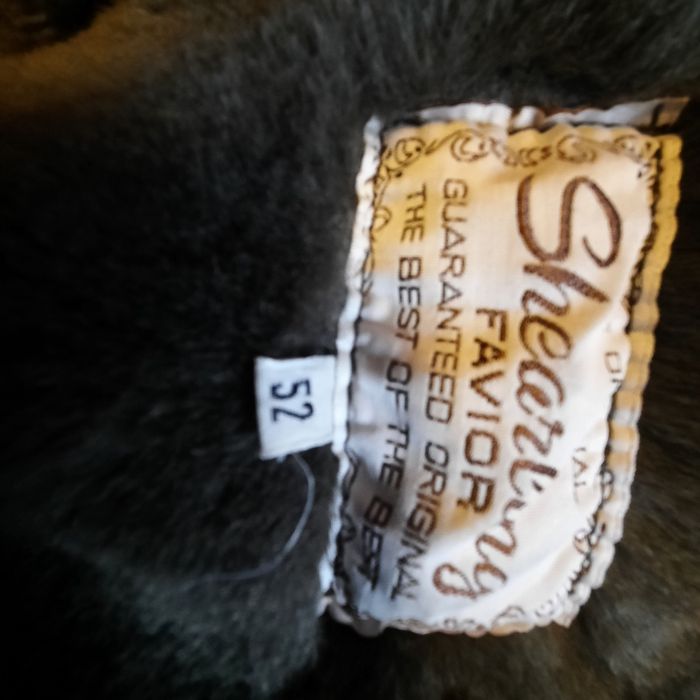 Shearling
FAVIOR
GUARANTEED ORIGINAL
THE BEST OF THE BEST
52